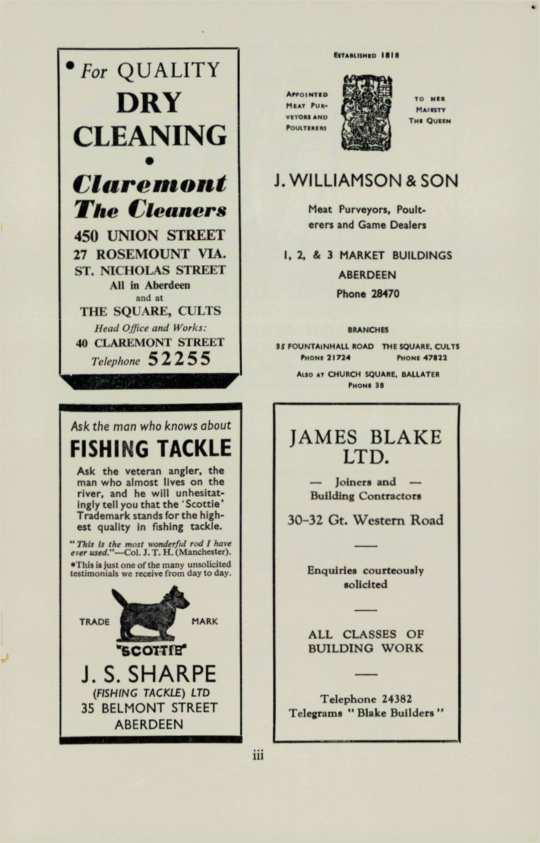 • For QUALITY
DRY
CLEANING
•
Claremont
The Cleaners
450 UNION STREET
27 ROSEMOUNT VIA.
ST. NICHOLAS STREET
All in Aberdeen
and at
THE SQUARE, CULTS
Head Office and Works:
40 CLAREMONT STREET
Telephone 52255
ESTABLISHED 1818
APPOINTED
MEAT PUR-
VEYORS AND
POULTERERS
TO HER
MAJESTY
THE QUEEN
J. WILLIAMSON & SON
Meat Purveyors, Poult-
erers and Game Dealers
1, 2, & 3 MARKET BUILDINGS
ABERDEEN
Phone 28470
BRANCHES
35 FOUNTAINHALL ROAD THE SQUARE, CULTS
PHONE 21724 PHONE 47822
ALSO AT CHURCH SQUARE, BALLATER
PHONE 38
Ask the man who knows about
FISHING TACKLE
Ask the veteran angler, the
man who almost lives on the
river, and he will unhesitat-
ingly tell you that the 'Scottie'
Trademark stands for the high-
est quality in fishing tackle.
"This is the most wonderful rod I have
ever used."—Col. J. T. H. (Manchester).
•This is just one of the many unsolicited
testimonials we receive from day to day.
TRADE MARK
"SCOTTIE"
J. S. SHARPE
(FISHING TACKLE) LTD
35 BELMONT STREET
ABERDEEN
JAMES BLAKE
LTD.
— Joiners and —
Building Contractors
30-32 Gt. Western Road
Enquiries courteously
solicited
ALL CLASSES OF
BUILDING WORK
Telephone 24382
Telegrams "Blake Builders"
iii